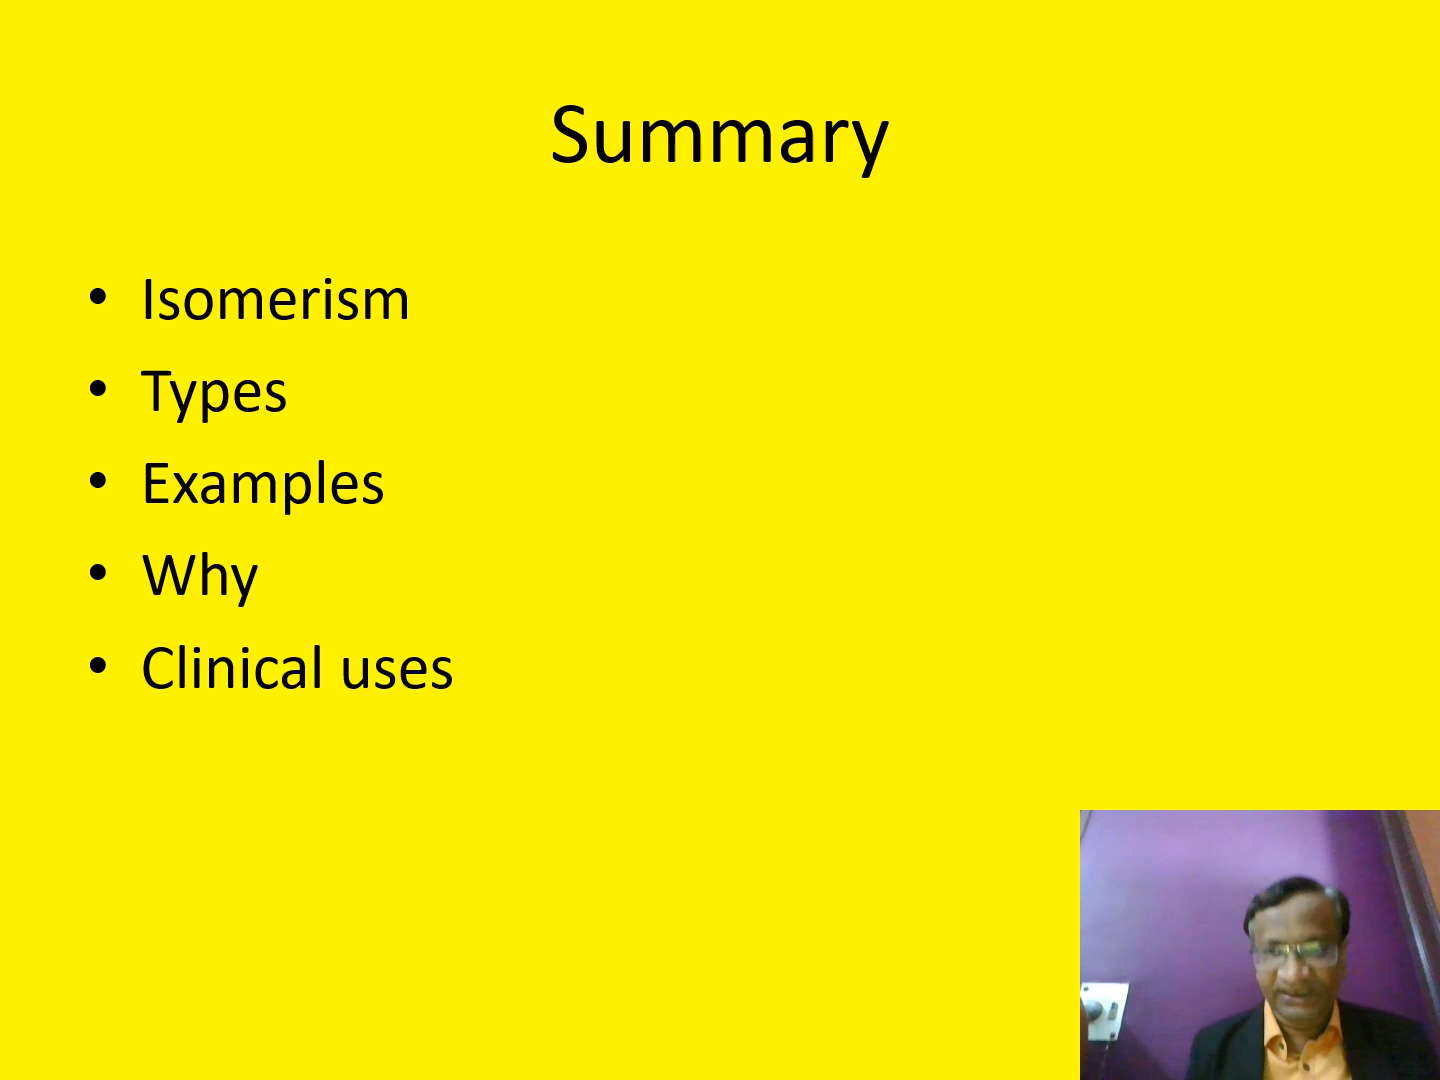 Summary
• Isomerism
• Types
• Examples
• Why
• Clinical uses